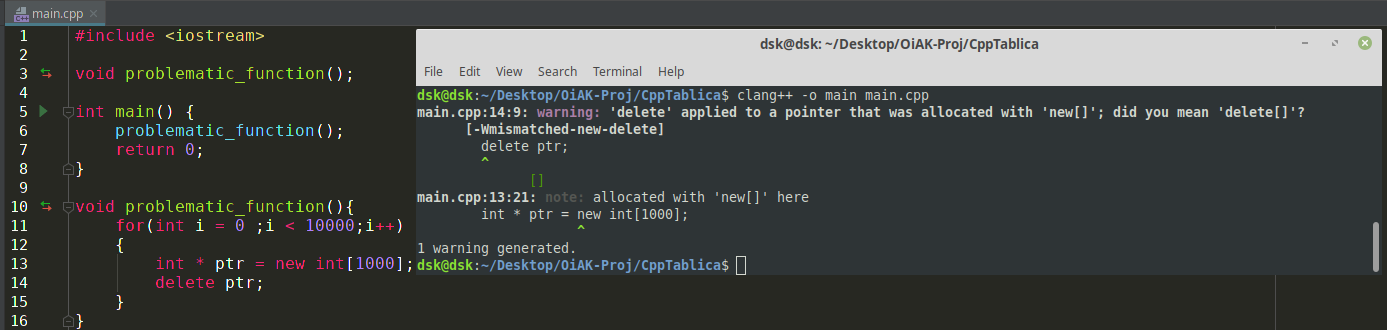 main.cpp
1 #include <iostream>
2
3 void problematic_function();
4
5 int main() {
6 problematic_function();
7 return 0;
8 }
9
10 void problematic_function(){
11 for(int i = 0 ;i < 10000;i++)
12 {
13 int * ptr = new int[1000];
14 delete ptr;
15 }
16 }
dsk@dsk: ~/Desktop/OiAK-Proj/CppTablica
File Edit View Search Terminal Help
dsk@dsk:~/Desktop/OiAK-Proj/CppTablica$ clang++ -o main main.cpp
main.cpp:14:9: warning: 'delete' applied to a pointer that was allocated with 'new[]'; did you mean 'delete[]'?
[-Wmismatched-new-delete]
delete ptr;
^
[]
main.cpp:13:21: note: allocated with 'new[]' here
int * ptr = new int[1000];
^
1 warning generated.
dsk@dsk:~/Desktop/OiAK-Proj/CppTablica$